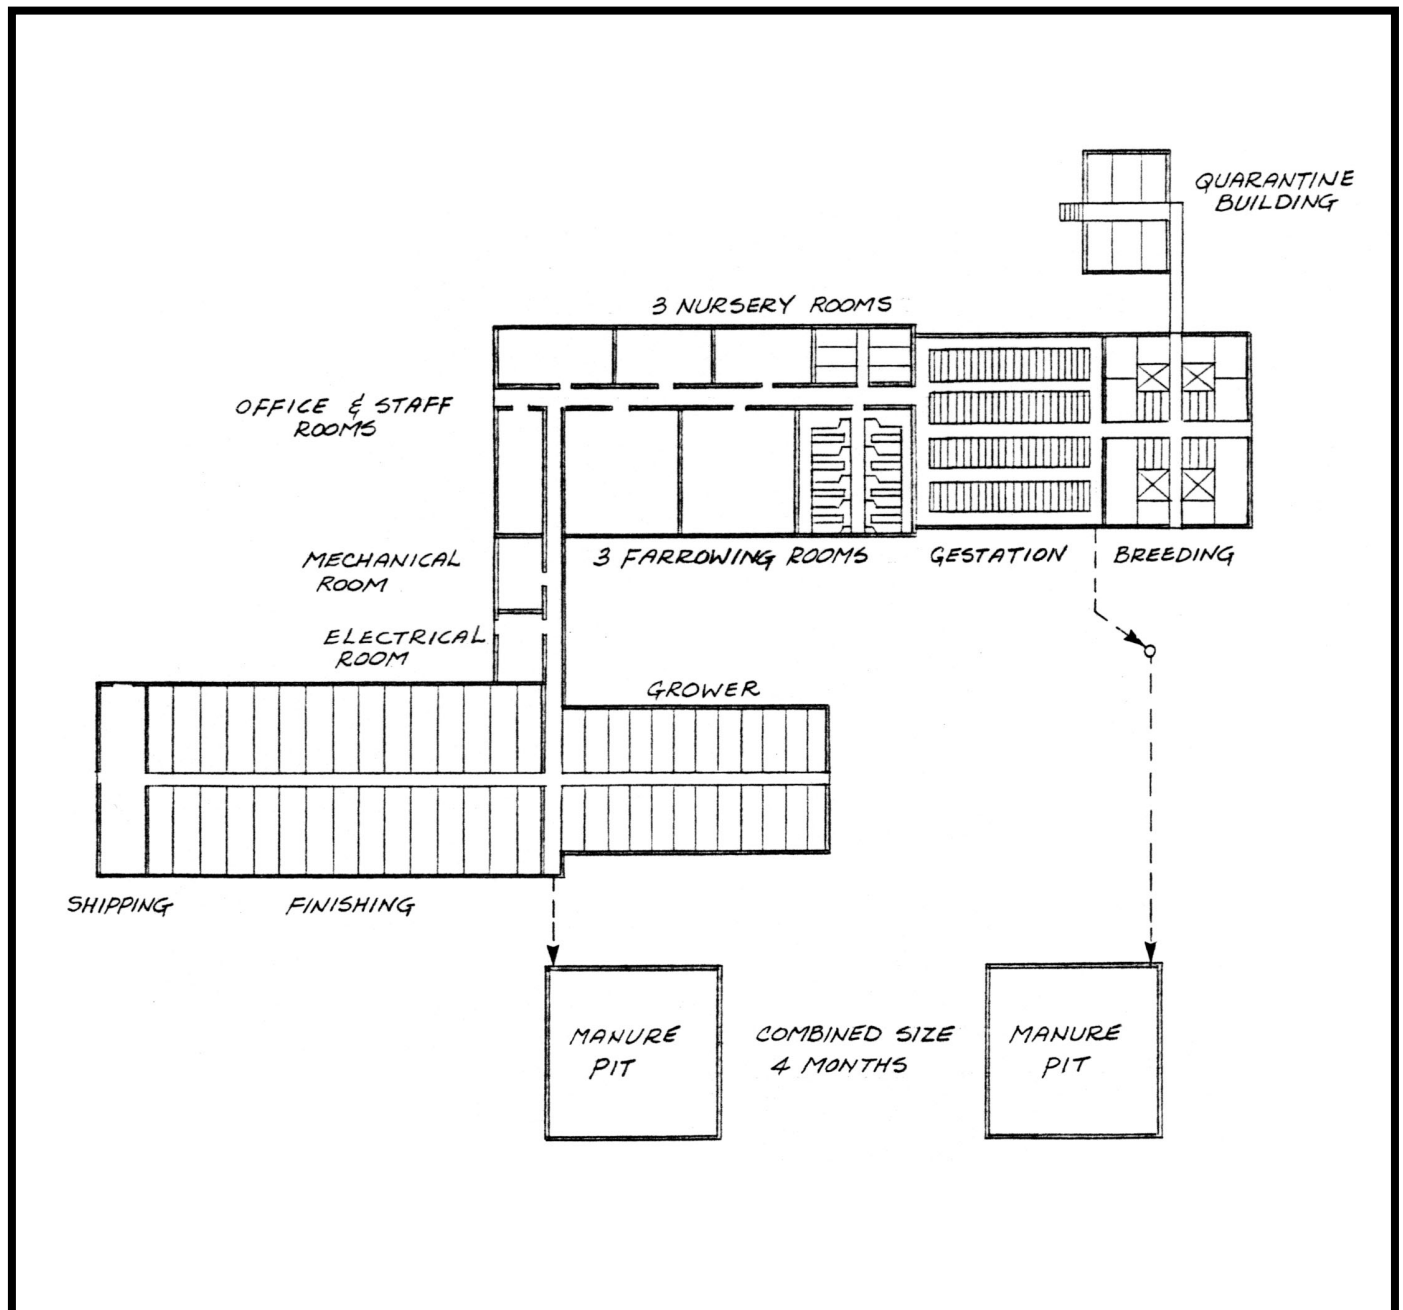 QUARANTINE
BUILDING
3 NURSERY ROOMS
OFFICE & STAFF
ROOMS
MECHANICAL
ROOM
3 FARROWING ROOMS
GESTATION
BREEDING
ELECTRICAL
ROOM
GROWER
SHIPPING
FINISHING
MANURE
PIT
COMBINED SIZE
4 MONTHS
MANURE
PIT